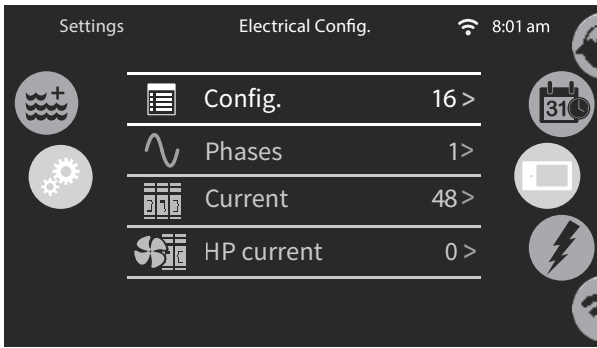 Settings Electrical Config. 8:01 am
Config. 16 >
31
Phases 1>
Current 48 >
HP current 0 >